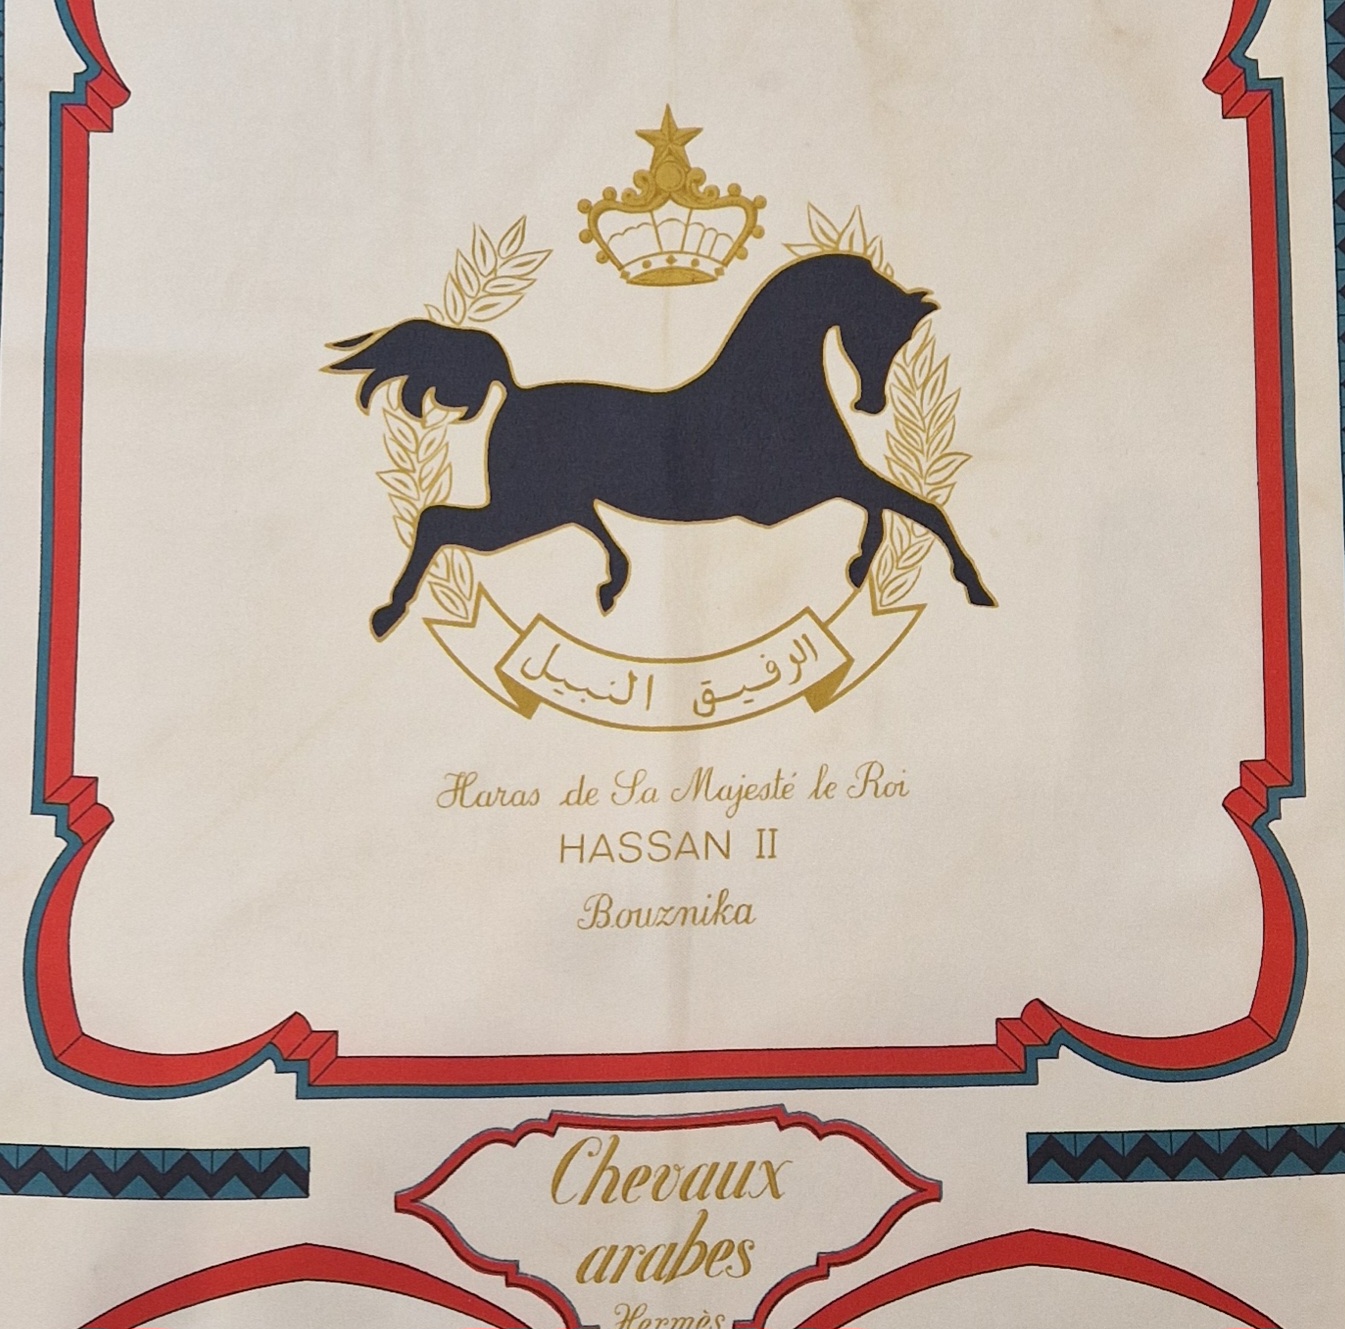 الرفيق النبيل
Haras de Sa Majesté le Roi
HASSAN II
Bouznika
Chevaux
arabes
Hermès